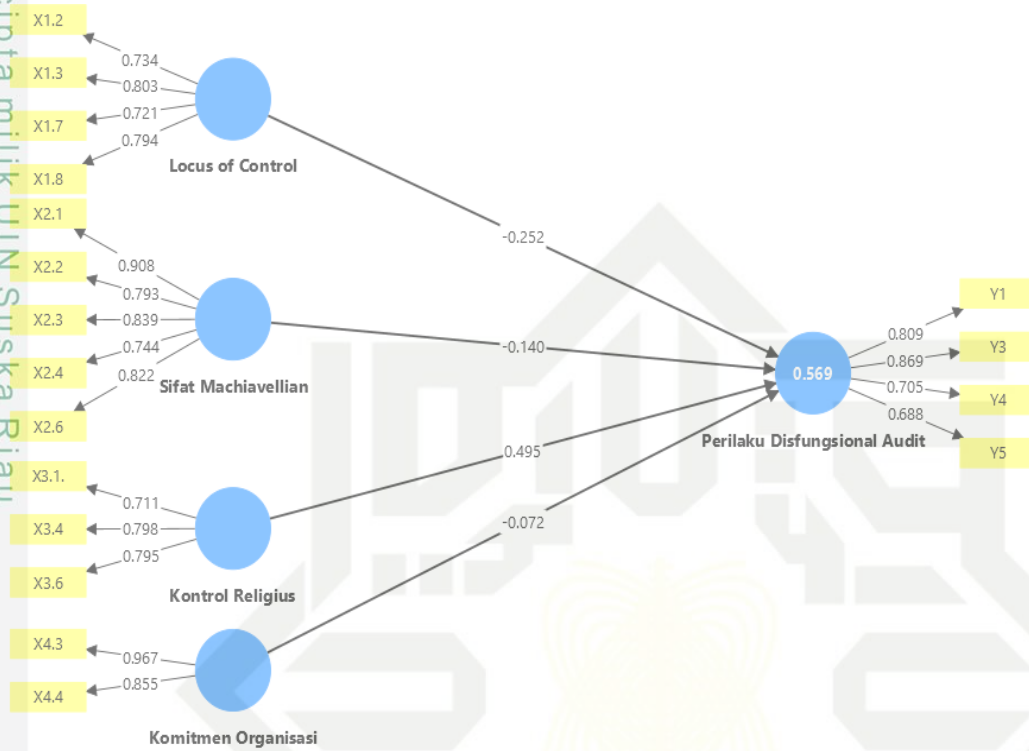 X1.2
0.734
X1.3
0.803
X1.7
0.721
X1.8
0.794
Locus of Control
-0.252
X2.1
0.908
X2.2
0.793
X2.3
0.839
X2.4
0.744
X2.6
0.822
Sifat Machiavellian
-0.140
X3.1.
0.711
X3.4
0.798
X3.6
0.795
Kontrol Religius
0.495
X4.3
0.967
X4.4
0.855
Komitmen Organisasi
-0.072
0.569
Perilaku Disfungsional Audit
Y1
0.809
Y3
0.869
Y4
0.705
Y5
0.688
milik UIN Suska Riau